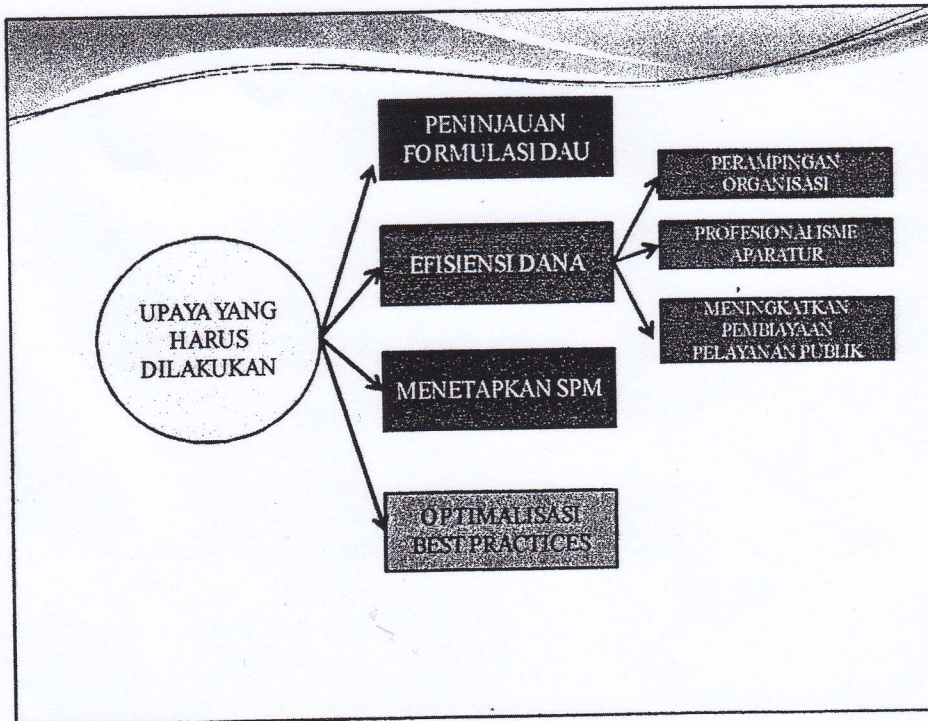 UPAYA YANG
HARUS
DILAKUKAN
PENINJAUAN
FORMULASI DAU
EFISIENSI DANA
MENETAPKAN SPM
OPTIMALISASI
BEST PRACTICES
PERAMPINGAN
ORGANISASI
PROFESIONALISME
APARATUR
MENINGKATKAN
PEMBIAYAAN
PELAYANAN PUBLIK